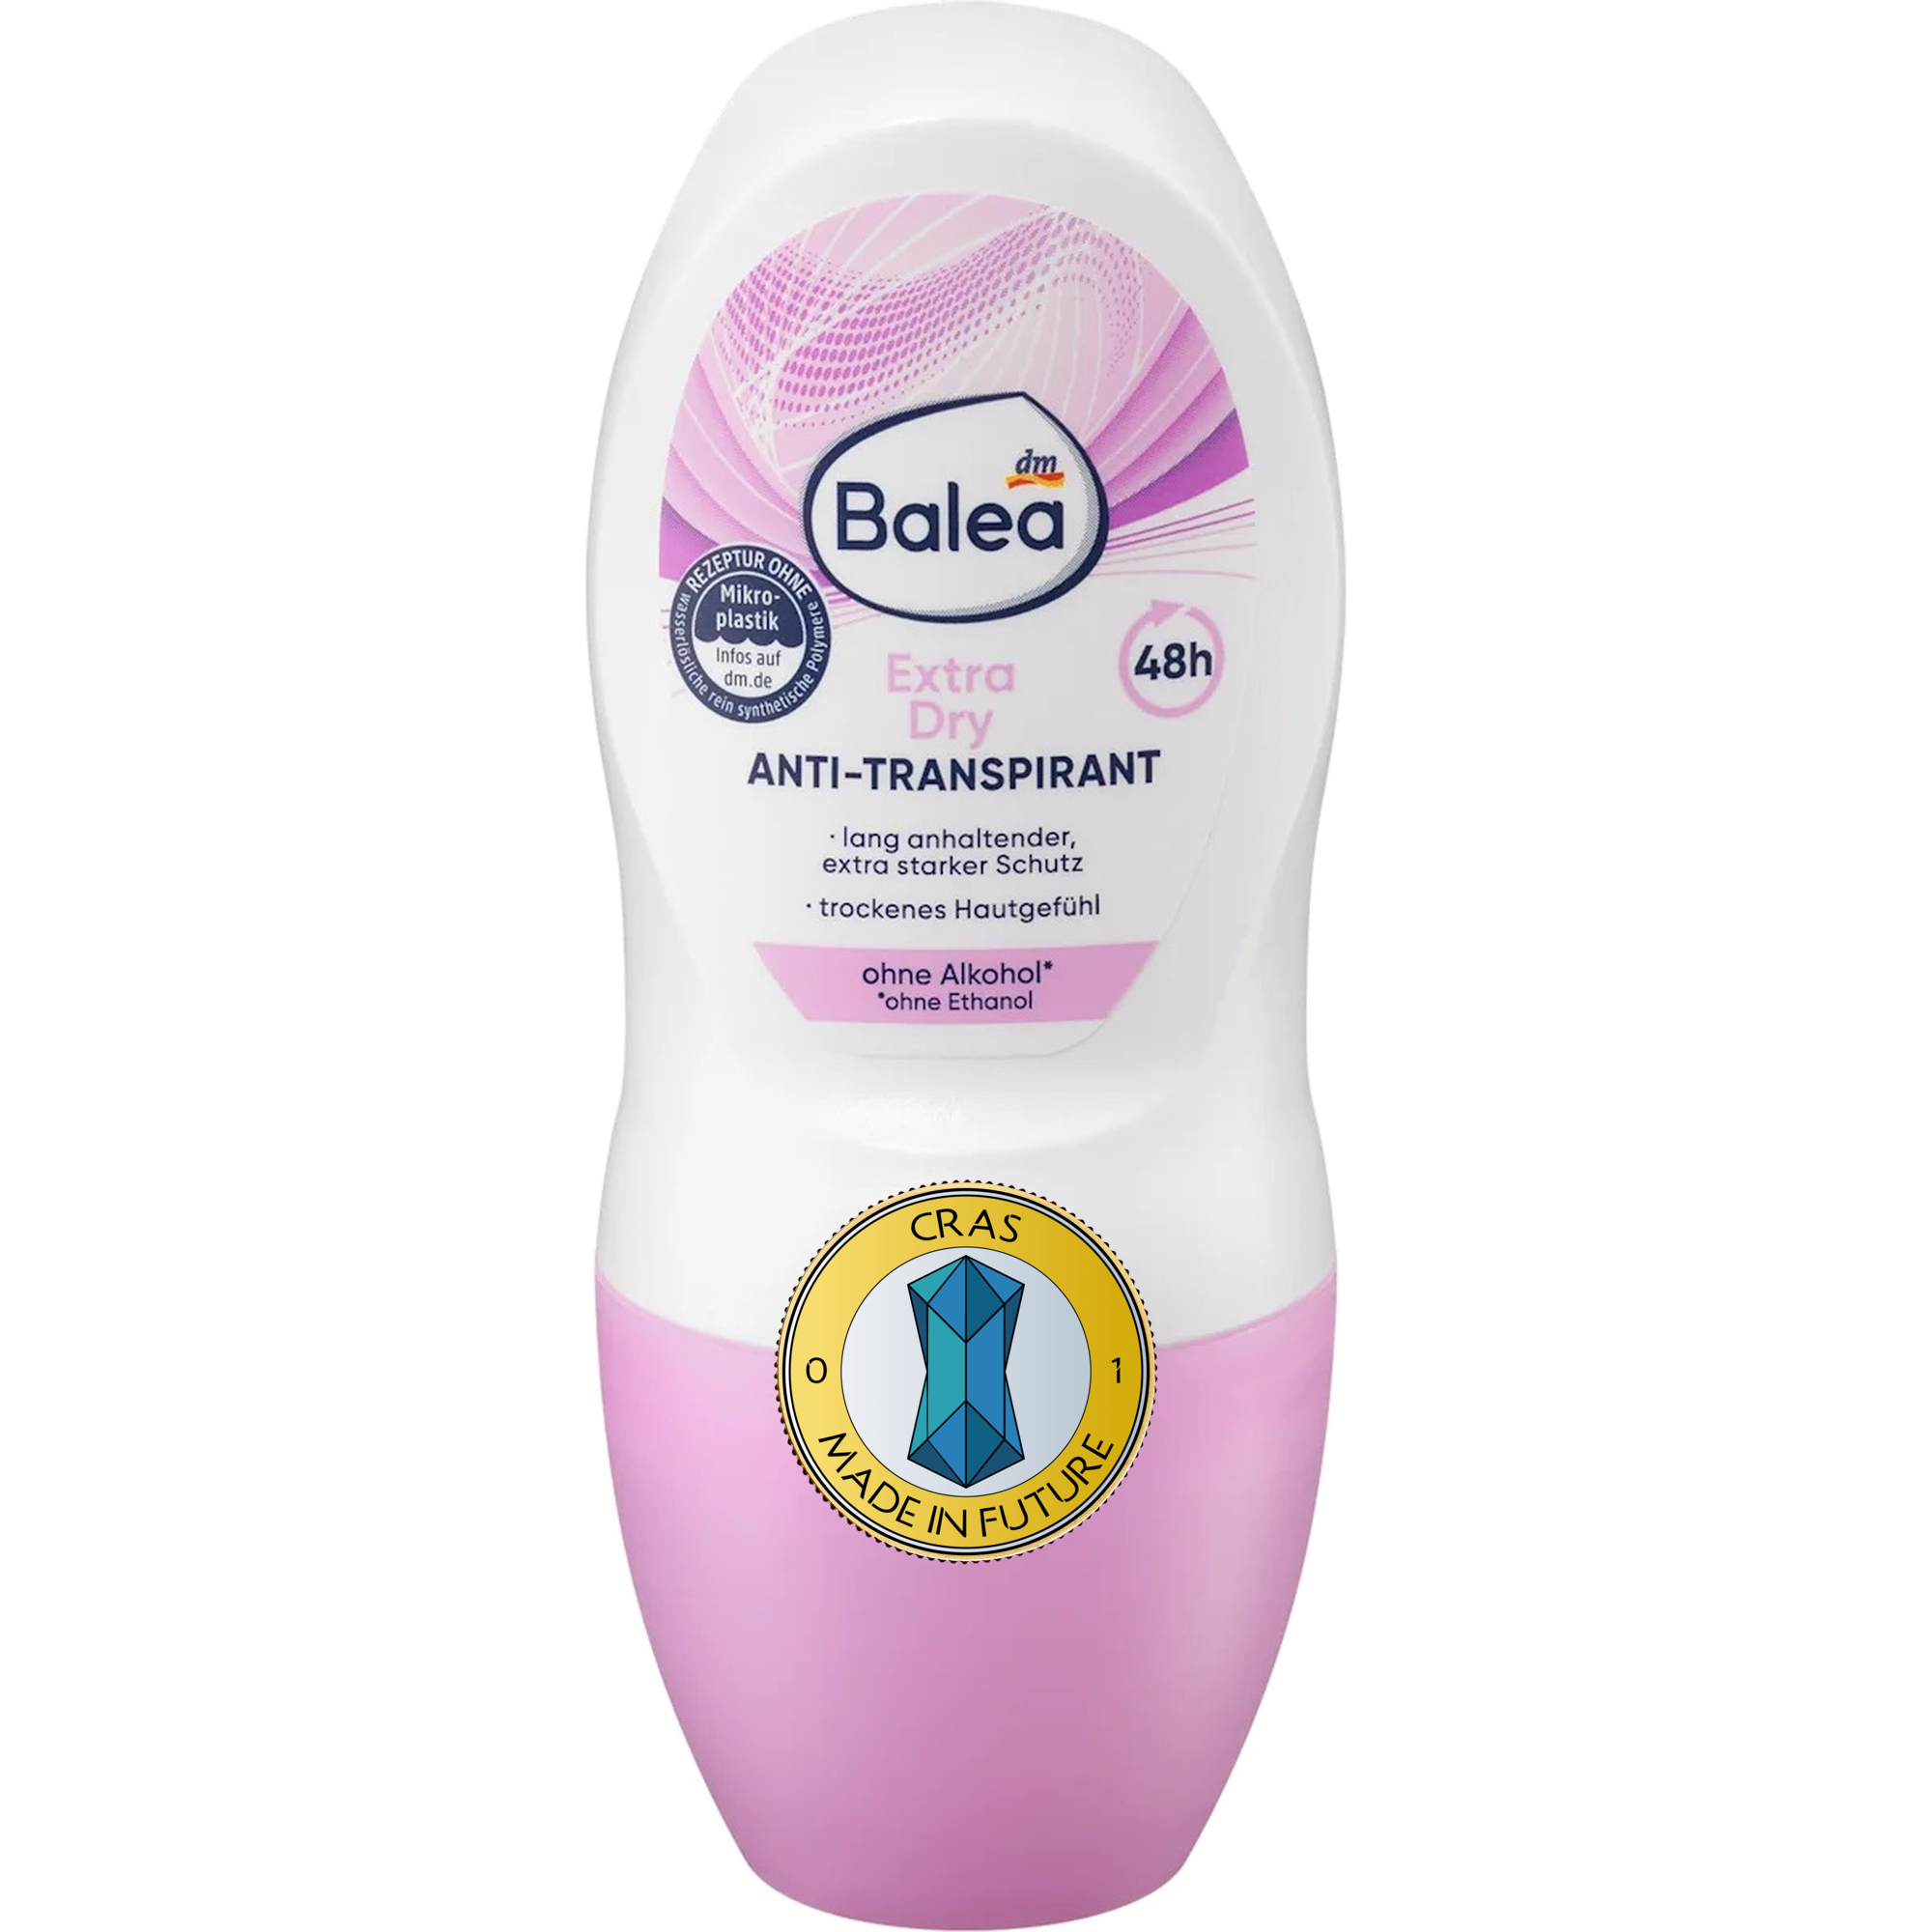 dm
Balea
REZEPTUR OHNE
Mikro-
plastik
Infos auf
dm.de
wasserlösliche rein synthetische Polymere
48h
Extra
Dry
ANTI-TRANSPIRANT
· lang anhaltender,
extra starker Schutz
· trockenes Hautgefühl
ohne Alkohol*
*ohne Ethanol
CRAS
0 1
MADE IN FUTURE